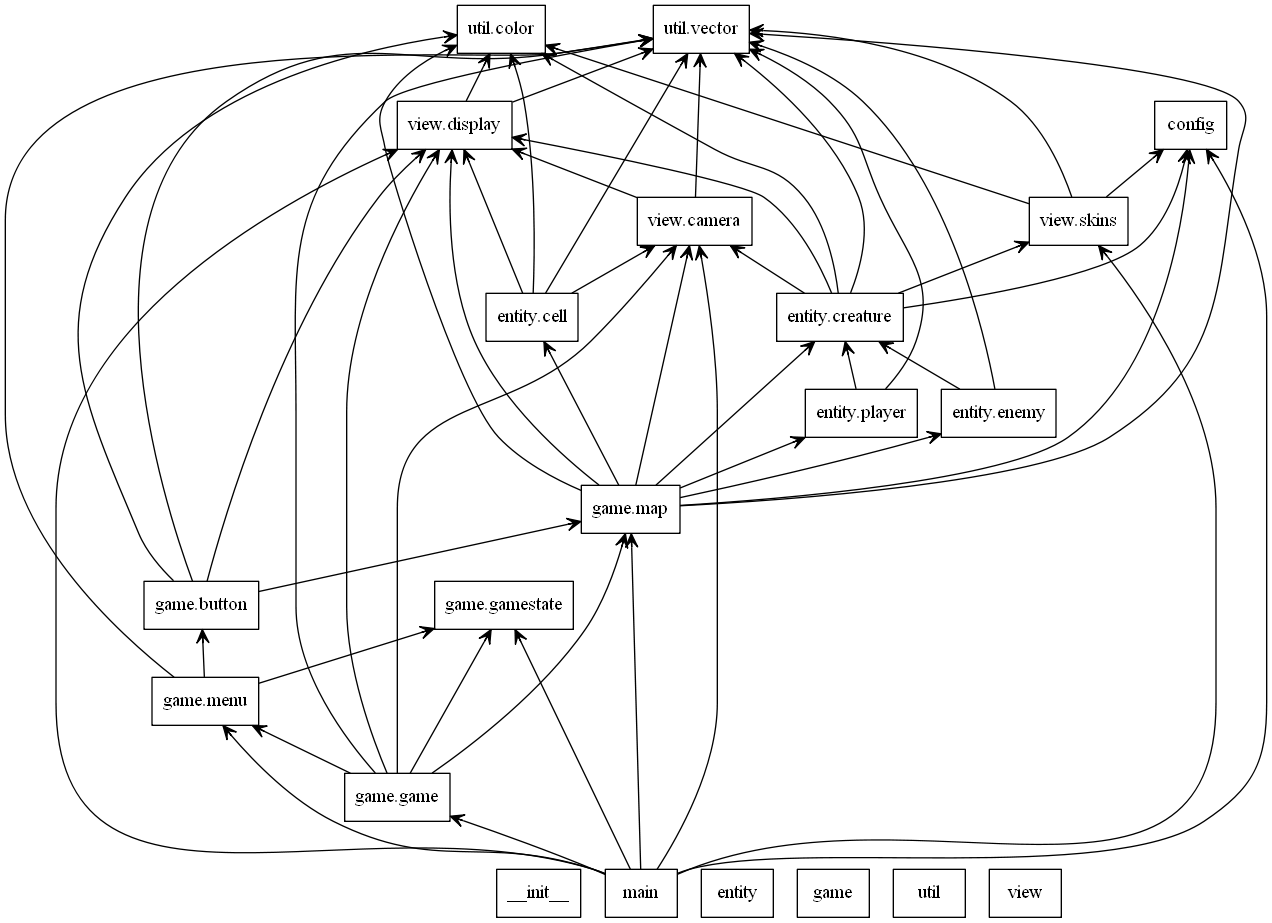 util.color
util.vector
view.display
config
view.camera
view.skins
entity.cell
entity.creature
entity.player
entity.enemy
game.map
game.button
game.gamestate
game.menu
game.game
__init__
main
entity
game
util
view